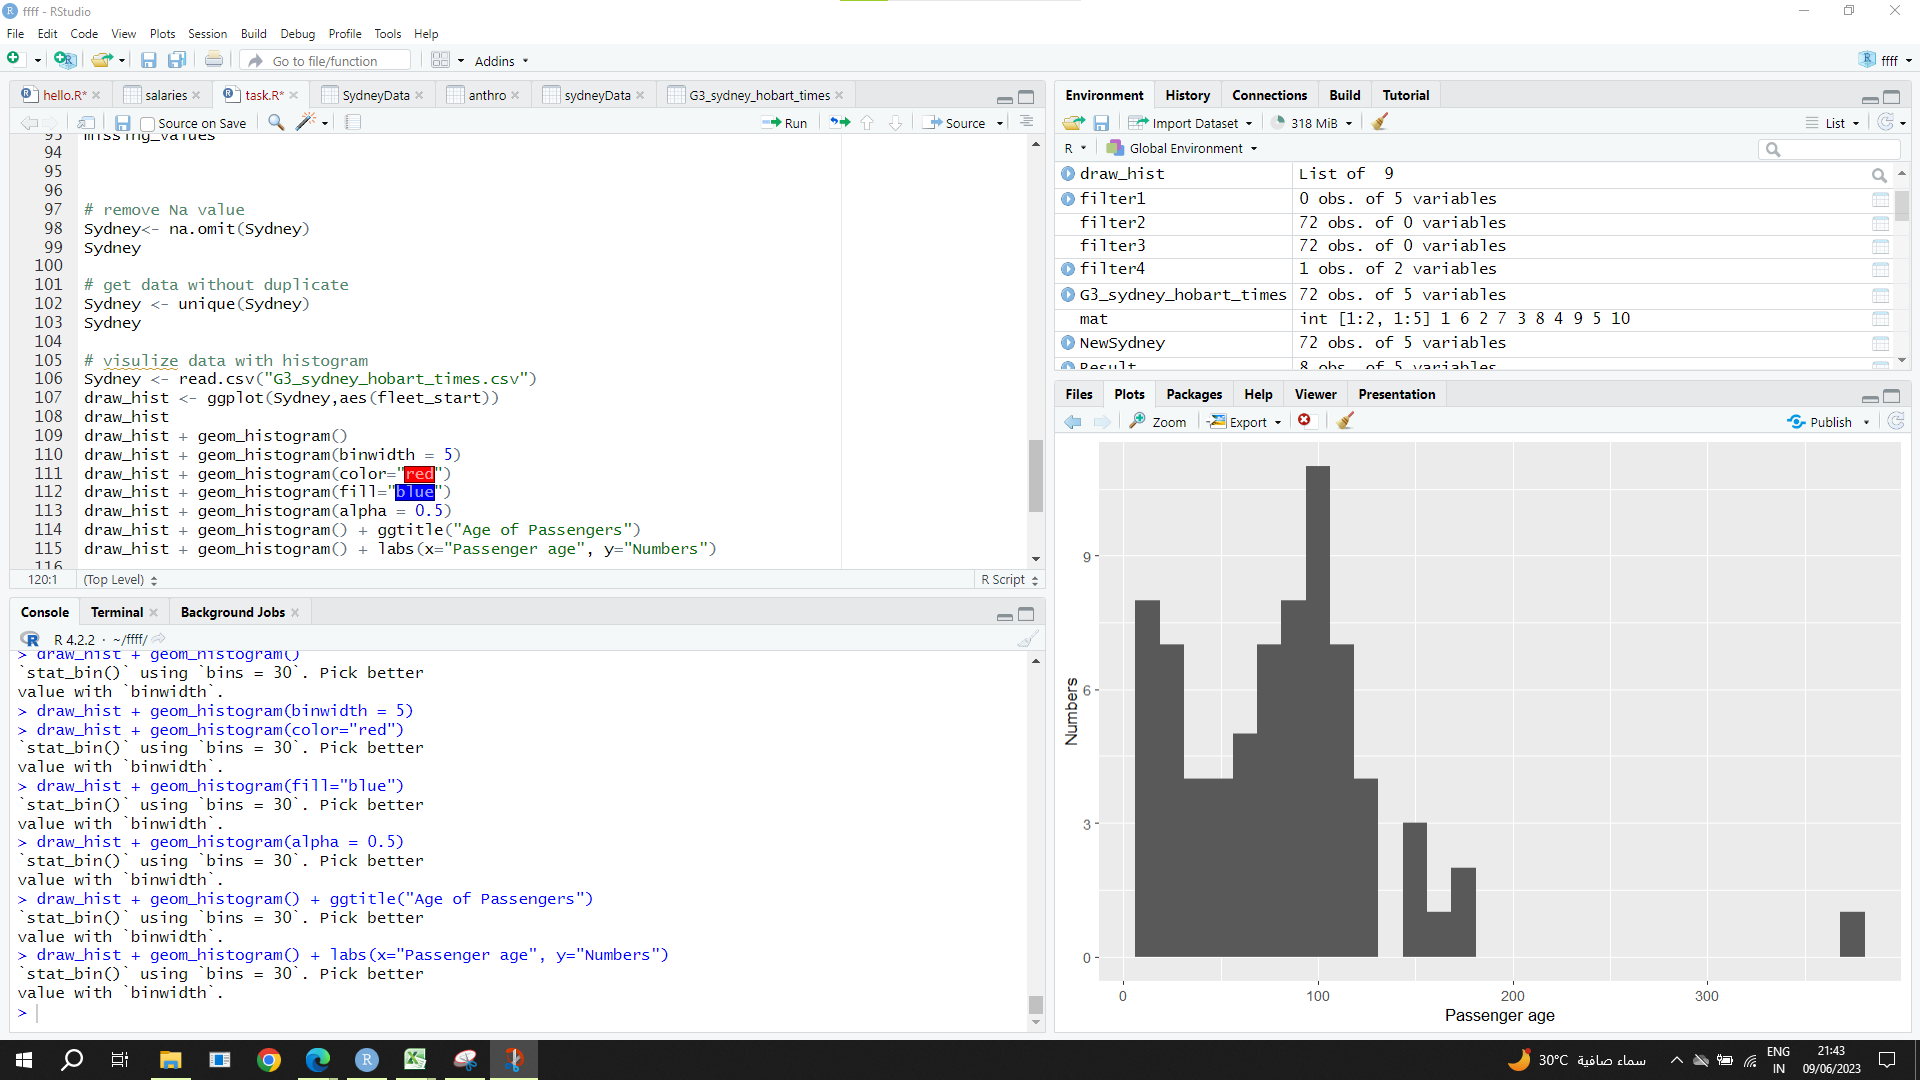 ffff - RStudio
File Edit Code View Plots Session Build Debug Profile Tools Help
Go to file/function
Addins
ffff
hello.R*
salaries
task.R*
SydneyData
anthro
sydneyData
G3_sydney_hobart_times
Source on Save
Run
Source
93 missing_values
94
95
96
97 # remove Na value
98 Sydney<- na.omit(Sydney)
99 Sydney
100
101 # get data without duplicate
102 Sydney <- unique(Sydney)
103 Sydney
104
105 # visulize data with histogram
106 Sydney <- read.csv("G3_sydney_hobart_times.csv")
107 draw_hist <- ggplot(Sydney,aes(fleet_start))
108 draw_hist
109 draw_hist + geom_histogram()
110 draw_hist + geom_histogram(binwidth = 5)
111 draw_hist + geom_histogram(color="red")
112 draw_hist + geom_histogram(fill="blue")
113 draw_hist + geom_histogram(alpha = 0.5)
114 draw_hist + geom_histogram() + ggtitle("Age of Passengers")
115 draw_hist + geom_histogram() + labs(x="Passenger age", y="Numbers")
116
120:1 (Top Level) R Script
Console Terminal Background Jobs
R 4.2.2 · ~/ffff/
> draw_hist + geom_histogram()
`stat_bin()` using `bins = 30`. Pick better
value with `binwidth`.
> draw_hist + geom_histogram(binwidth = 5)
> draw_hist + geom_histogram(color="red")
`stat_bin()` using `bins = 30`. Pick better
value with `binwidth`.
> draw_hist + geom_histogram(fill="blue")
`stat_bin()` using `bins = 30`. Pick better
value with `binwidth`.
> draw_hist + geom_histogram(alpha = 0.5)
`stat_bin()` using `bins = 30`. Pick better
value with `binwidth`.
> draw_hist + geom_histogram() + ggtitle("Age of Passengers")
`stat_bin()` using `bins = 30`. Pick better
value with `binwidth`.
> draw_hist + geom_histogram() + labs(x="Passenger age", y="Numbers")
`stat_bin()` using `bins = 30`. Pick better
value with `binwidth`.
>
Environment History Connections Build Tutorial
Import Dataset 318 MiB List
R Global Environment
draw_hist List of 9
filter1 0 obs. of 5 variables
filter2 72 obs. of 0 variables
filter3 72 obs. of 0 variables
filter4 1 obs. of 2 variables
G3_sydney_hobart_times 72 obs. of 5 variables
mat int [1:2, 1:5] 1 6 2 7 3 8 4 9 5 10
NewSydney 72 obs. of 5 variables
Result 8 obs. of 5 variables
Files Plots Packages Help Viewer Presentation
Zoom Export Publish
9
6
3
0
Numbers
0 100 200 300
Passenger age
30°C سماء صافية
ENG
IN
21:43
09/06/2023